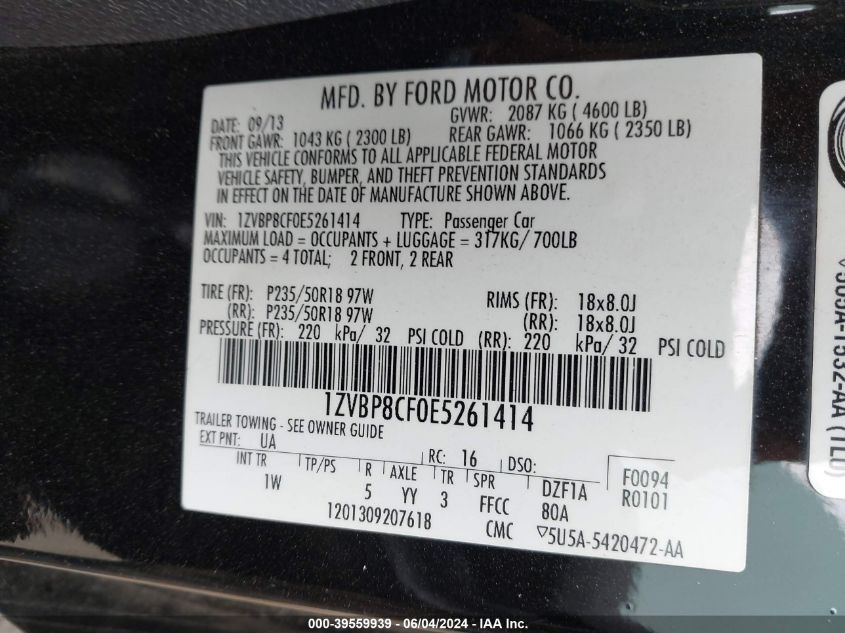 MFD. BY FORD MOTOR CO.
DATE: 09/13 GVWR: 2087 KG ( 4600 LB)
FRONT GAWR: 1043 KG ( 2300 LB) REAR GAWR: 1066 KG ( 2350 LB)
THIS VEHICLE CONFORMS TO ALL APPLICABLE FEDERAL MOTOR
VEHICLE SAFETY, BUMPER, AND THEFT PREVENTION STANDARDS
IN EFFECT ON THE DATE OF MANUFACTURE SHOWN ABOVE.
VIN: 1ZVBP8CF0E5261414 TYPE: Passenger Car
MAXIMUM LOAD = OCCUPANTS + LUGGAGE = 317KG/ 700LB
OCCUPANTS = 4 TOTAL; 2 FRONT, 2 REAR
TIRE (FR): P235/50R18 97W RIMS (FR): 18x8.0J
(RR): P235/50R18 97W (RR): 18x8.0J
PRESSURE (FR): 220 kPa/ 32 PSI COLD (RR): 220 kPa/ 32 PSI COLD
1ZVBP8CF0E5261414
TRAILER TOWING - SEE OWNER GUIDE
EXT PNT: UA RC: 16 DSO: F0094
INT TR TP/PS R AXLE TR SPR R0101
1W 5 YY 3 FFCC DZF1A
80A
1201309207618 CMC ▽5U5A-5420472-AA
000-39559939 - 06/04/2024 - IAAI.com